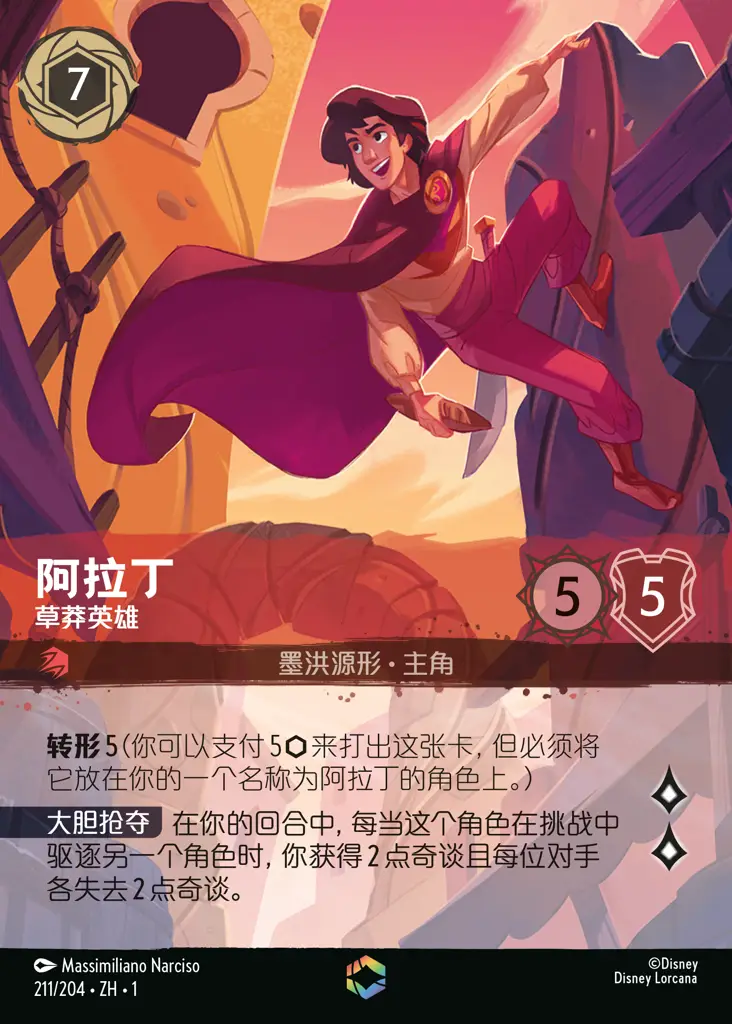 7
阿拉丁
草莽英雄
5
5
墨洪源形・主角
转形 5 (你可以支付 5⬡来打出这张卡, 但必须将
它放在你的一个名称为阿拉丁的角色上。)
大胆抢夺 在你的回合中, 每当这个角色在挑战中
驱逐另一个角色时, 你获得 2 点奇谈且每位对手
各失去 2 点奇谈。
Massimiliano Narciso
©Disney
211/204 • ZH • 1
Disney Lorcana